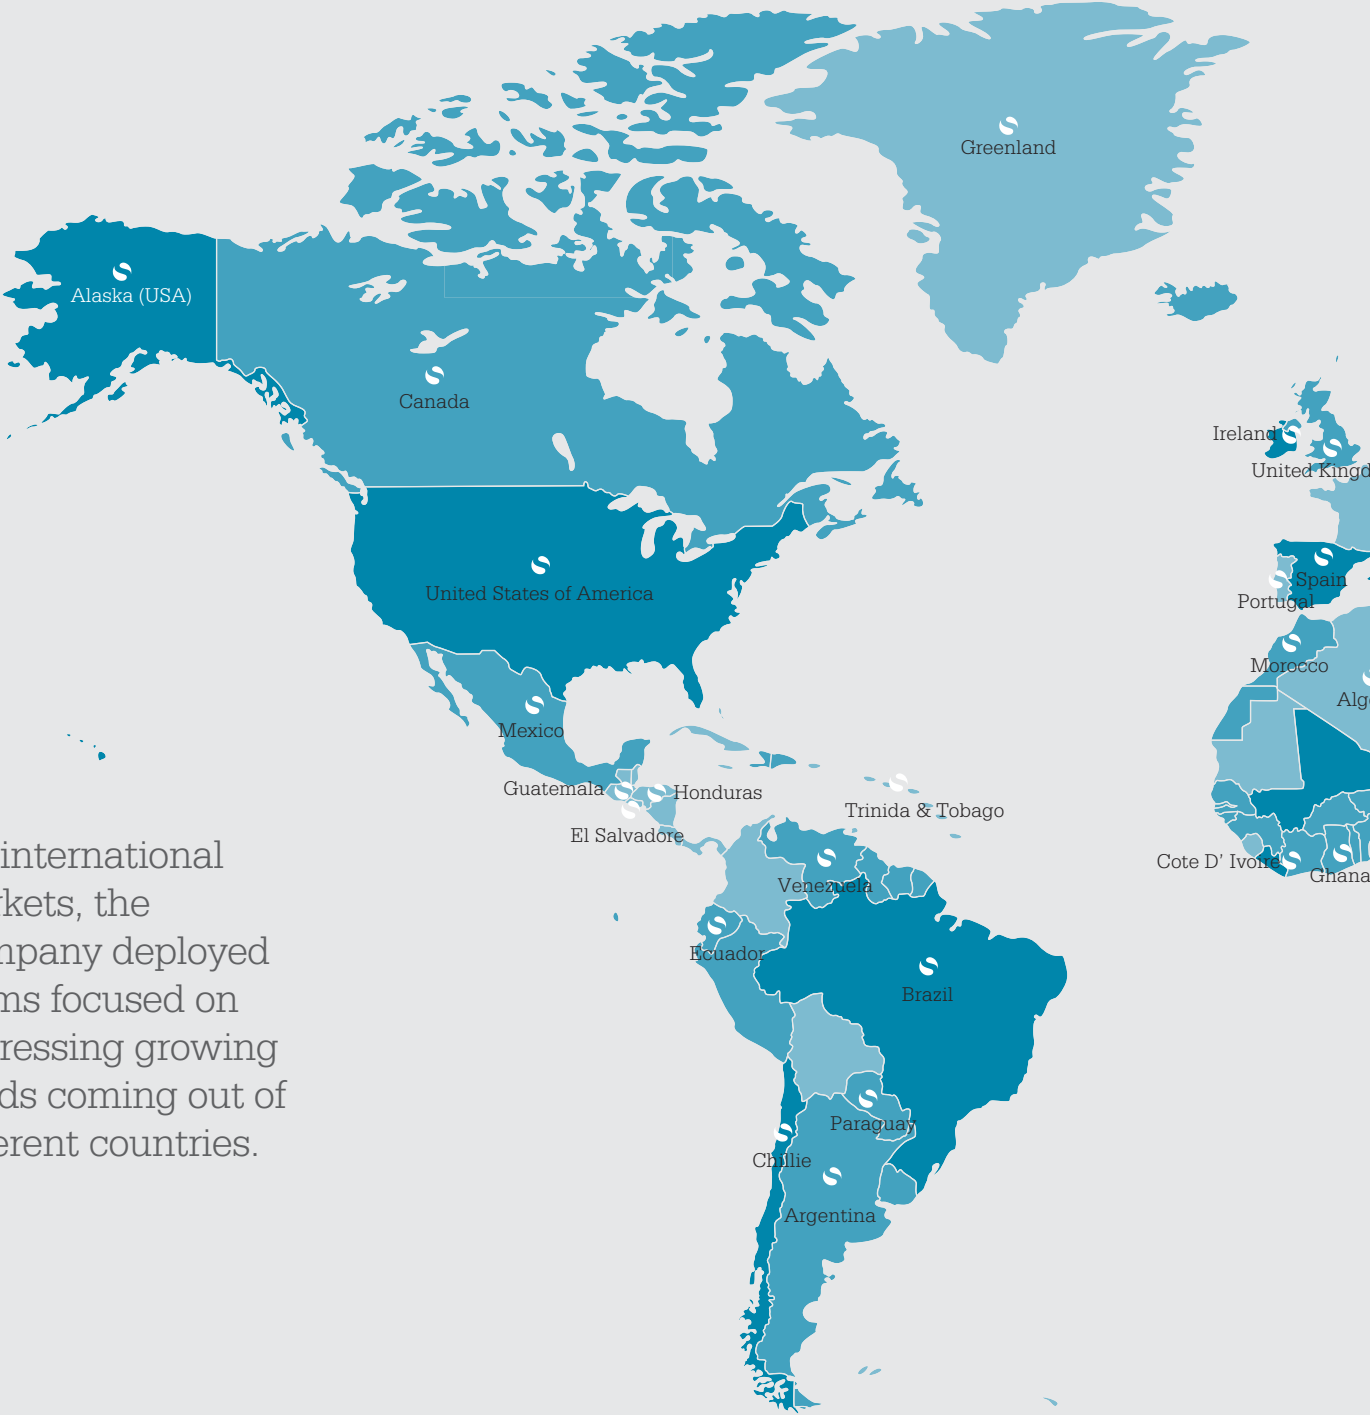 Greenland
Alaska (USA)
Canada
Ireland
United Kingd
United States of America
Spain
Portugal
Morocco
Alg
Mexico
Guatemala
Honduras
El Salvadore
Trinida & Tobago
Cote D' Ivoire
Ghana
Venezuela
Ecuador
Brazil
Paraguay
Chillie
Argentina
international
kets, the
mpany deployed
ms focused on
ressing growing
ds coming out of
erent countries.